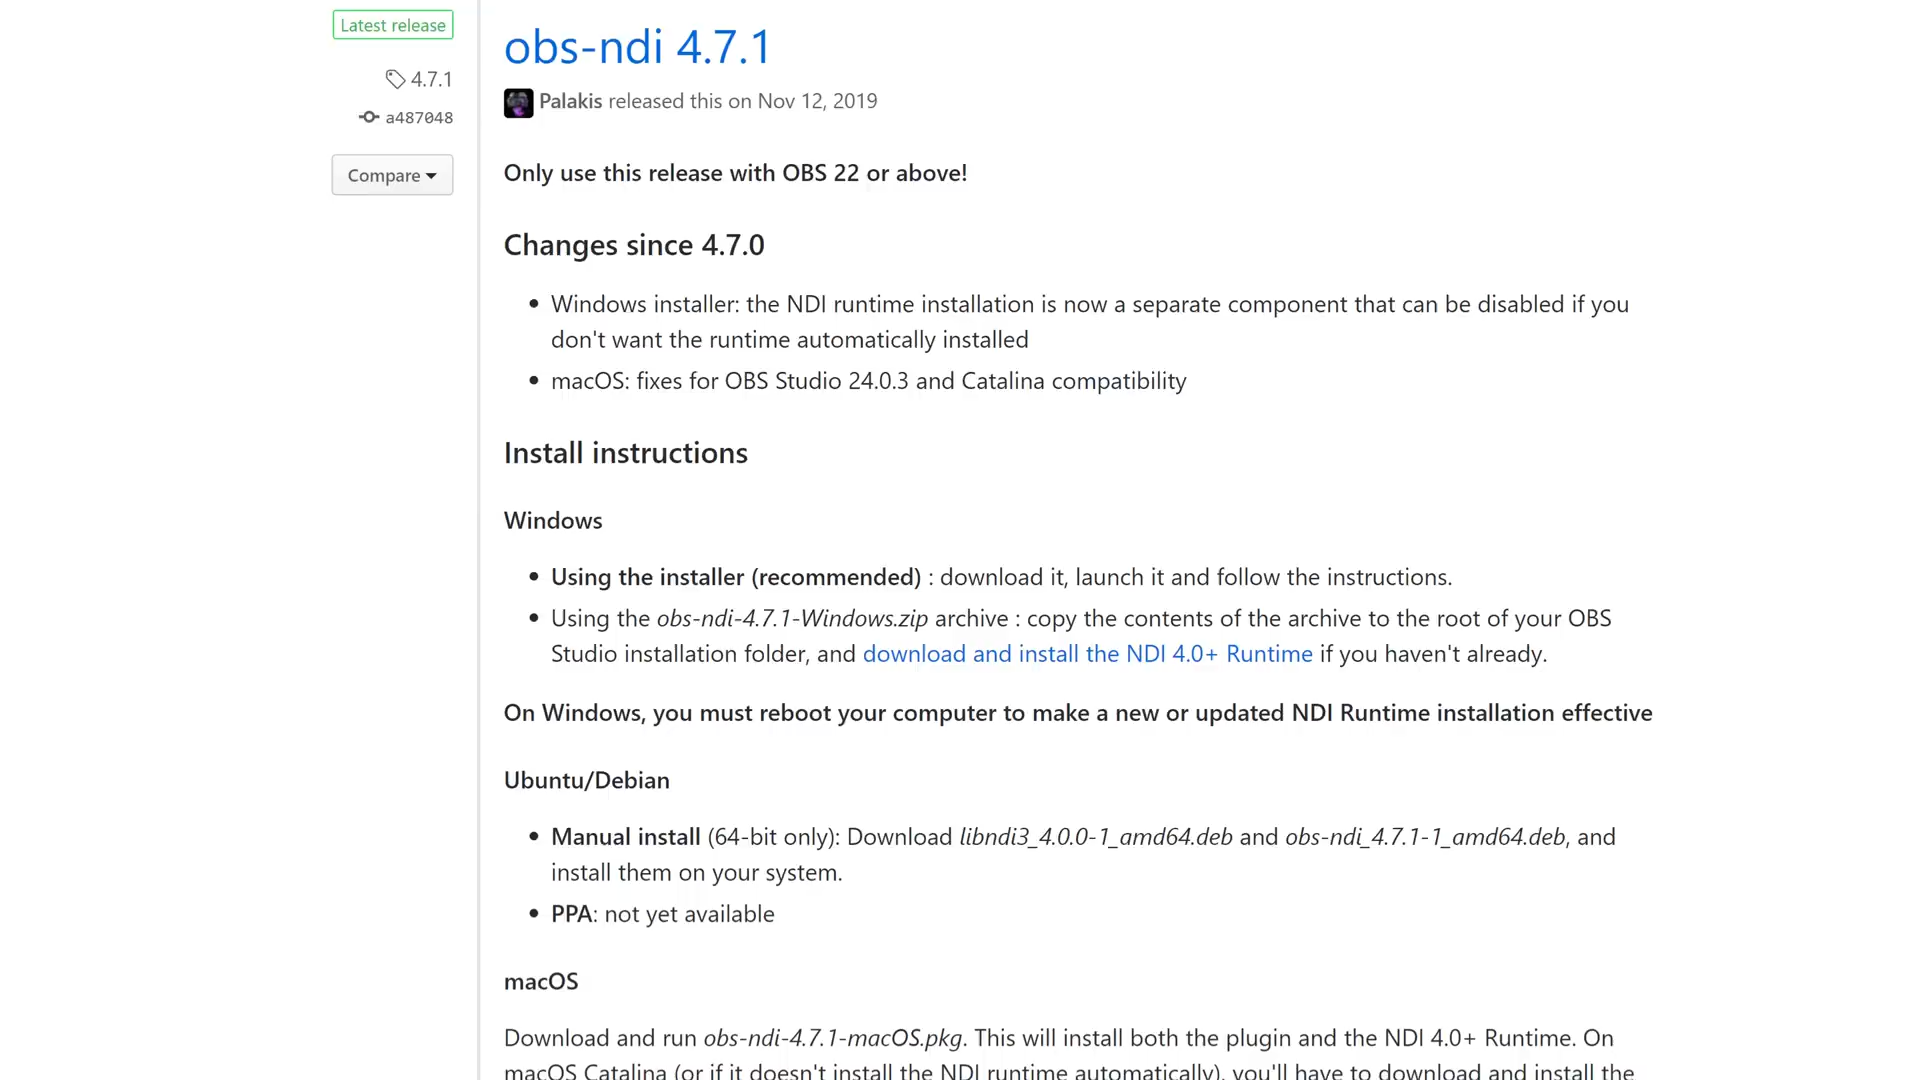 Latest release
4.7.1
a487048
Compare
obs-ndi 4.7.1
Palakis released this on Nov 12, 2019
Only use this release with OBS 22 or above!
Changes since 4.7.0
Windows installer: the NDI runtime installation is now a separate component that can be disabled if you
don't want the runtime automatically installed
macOS: fixes for OBS Studio 24.0.3 and Catalina compatibility
Install instructions
Windows
Using the installer (recommended) : download it, launch it and follow the instructions.
Using the obs-ndi-4.7.1-Windows.zip archive : copy the contents of the archive to the root of your OBS
Studio installation folder, and download and install the NDI 4.0+ Runtime if you haven't already.
On Windows, you must reboot your computer to make a new or updated NDI Runtime installation effective
Ubuntu/Debian
Manual install (64-bit only): Download libndi3_4.0.0-1_amd64.deb and obs-ndi_4.7.1-1_amd64.deb, and
install them on your system.
PPA: not yet available
macOS
Download and run obs-ndi-4.7.1-macOS.pkg. This will install both the plugin and the NDI 4.0+ Runtime. On
macOS Catalina (or if it doesn't install the NDI runtime automatically), you'll have to download and install the